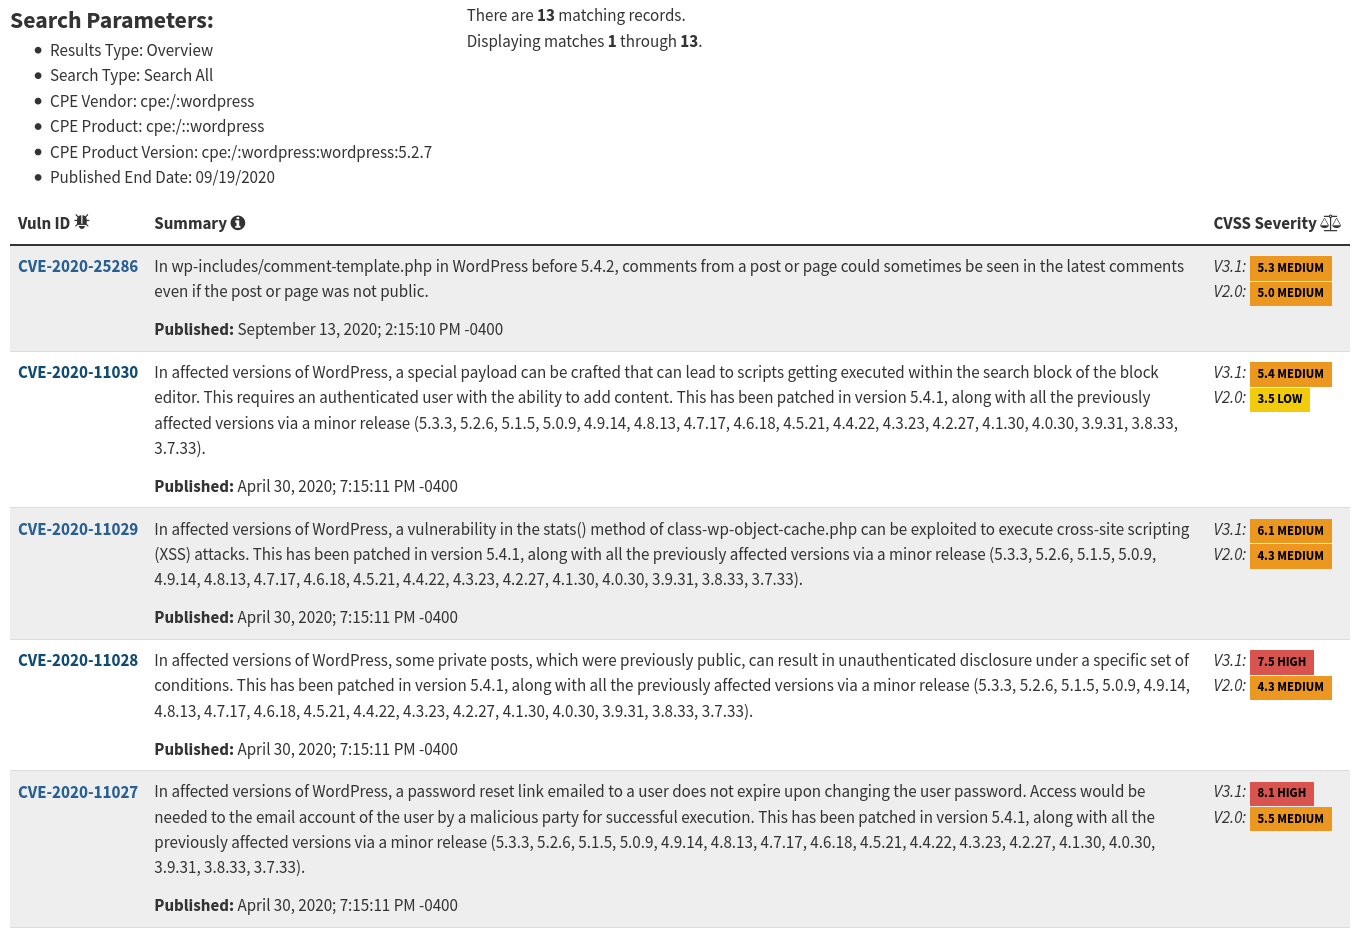 Search Parameters:
Results Type: Overview
Search Type: Search All
CPE Vendor: cpe:/:wordpress
CPE Product: cpe:/::wordpress
CPE Product Version: cpe:/:wordpress:wordpress:5.2.7
Published End Date: 09/19/2020
There are 13 matching records.
Displaying matches 1 through 13.
Vuln ID Summary CVSS Severity
CVE-2020-25286
In wp-includes/comment-template.php in WordPress before 5.4.2, comments from a post or page could sometimes be seen in the latest comments
even if the post or page was not public.
Published: September 13, 2020; 2:15:10 PM -0400
V3.1: 5.3 MEDIUM
V2.0: 5.0 MEDIUM
CVE-2020-11030
In affected versions of WordPress, a special payload can be crafted that can lead to scripts getting executed within the search block of the block
editor. This requires an authenticated user with the ability to add content. This has been patched in version 5.4.1, along with all the previously
affected versions via a minor release (5.3.3, 5.2.6, 5.1.5, 5.0.9, 4.9.14, 4.8.13, 4.7.17, 4.6.18, 4.5.21, 4.4.22, 4.3.23, 4.2.27, 4.1.30, 4.0.30, 3.9.31, 3.8.33,
3.7.33).
Published: April 30, 2020; 7:15:11 PM -0400
V3.1: 5.4 MEDIUM
V2.0: 3.5 LOW
CVE-2020-11029
In affected versions of WordPress, a vulnerability in the stats() method of class-wp-object-cache.php can be exploited to execute cross-site scripting
(XSS) attacks. This has been patched in version 5.4.1, along with all the previously affected versions via a minor release (5.3.3, 5.2.6, 5.1.5, 5.0.9,
4.9.14, 4.8.13, 4.7.17, 4.6.18, 4.5.21, 4.4.22, 4.3.23, 4.2.27, 4.1.30, 4.0.30, 3.9.31, 3.8.33, 3.7.33).
Published: April 30, 2020; 7:15:11 PM -0400
V3.1: 6.1 MEDIUM
V2.0: 4.3 MEDIUM
CVE-2020-11028
In affected versions of WordPress, some private posts, which were previously public, can result in unauthenticated disclosure under a specific set of
conditions. This has been patched in version 5.4.1, along with all the previously affected versions via a minor release (5.3.3, 5.2.6, 5.1.5, 5.0.9, 4.9.14,
4.8.13, 4.7.17, 4.6.18, 4.5.21, 4.4.22, 4.3.23, 4.2.27, 4.1.30, 4.0.30, 3.9.31, 3.8.33, 3.7.33).
Published: April 30, 2020; 7:15:11 PM -0400
V3.1: 7.5 HIGH
V2.0: 4.3 MEDIUM
CVE-2020-11027
In affected versions of WordPress, a password reset link emailed to a user does not expire upon changing the user password. Access would be
needed to the email account of the user by a malicious party for successful execution. This has been patched in version 5.4.1, along with all the
previously affected versions via a minor release (5.3.3, 5.2.6, 5.1.5, 5.0.9, 4.9.14, 4.8.13, 4.7.17, 4.6.18, 4.5.21, 4.4.22, 4.3.23, 4.2.27, 4.1.30, 4.0.30,
3.9.31, 3.8.33, 3.7.33).
Published: April 30, 2020; 7:15:11 PM -0400
V3.1: 8.1 HIGH
V2.0: 5.5 MEDIUM